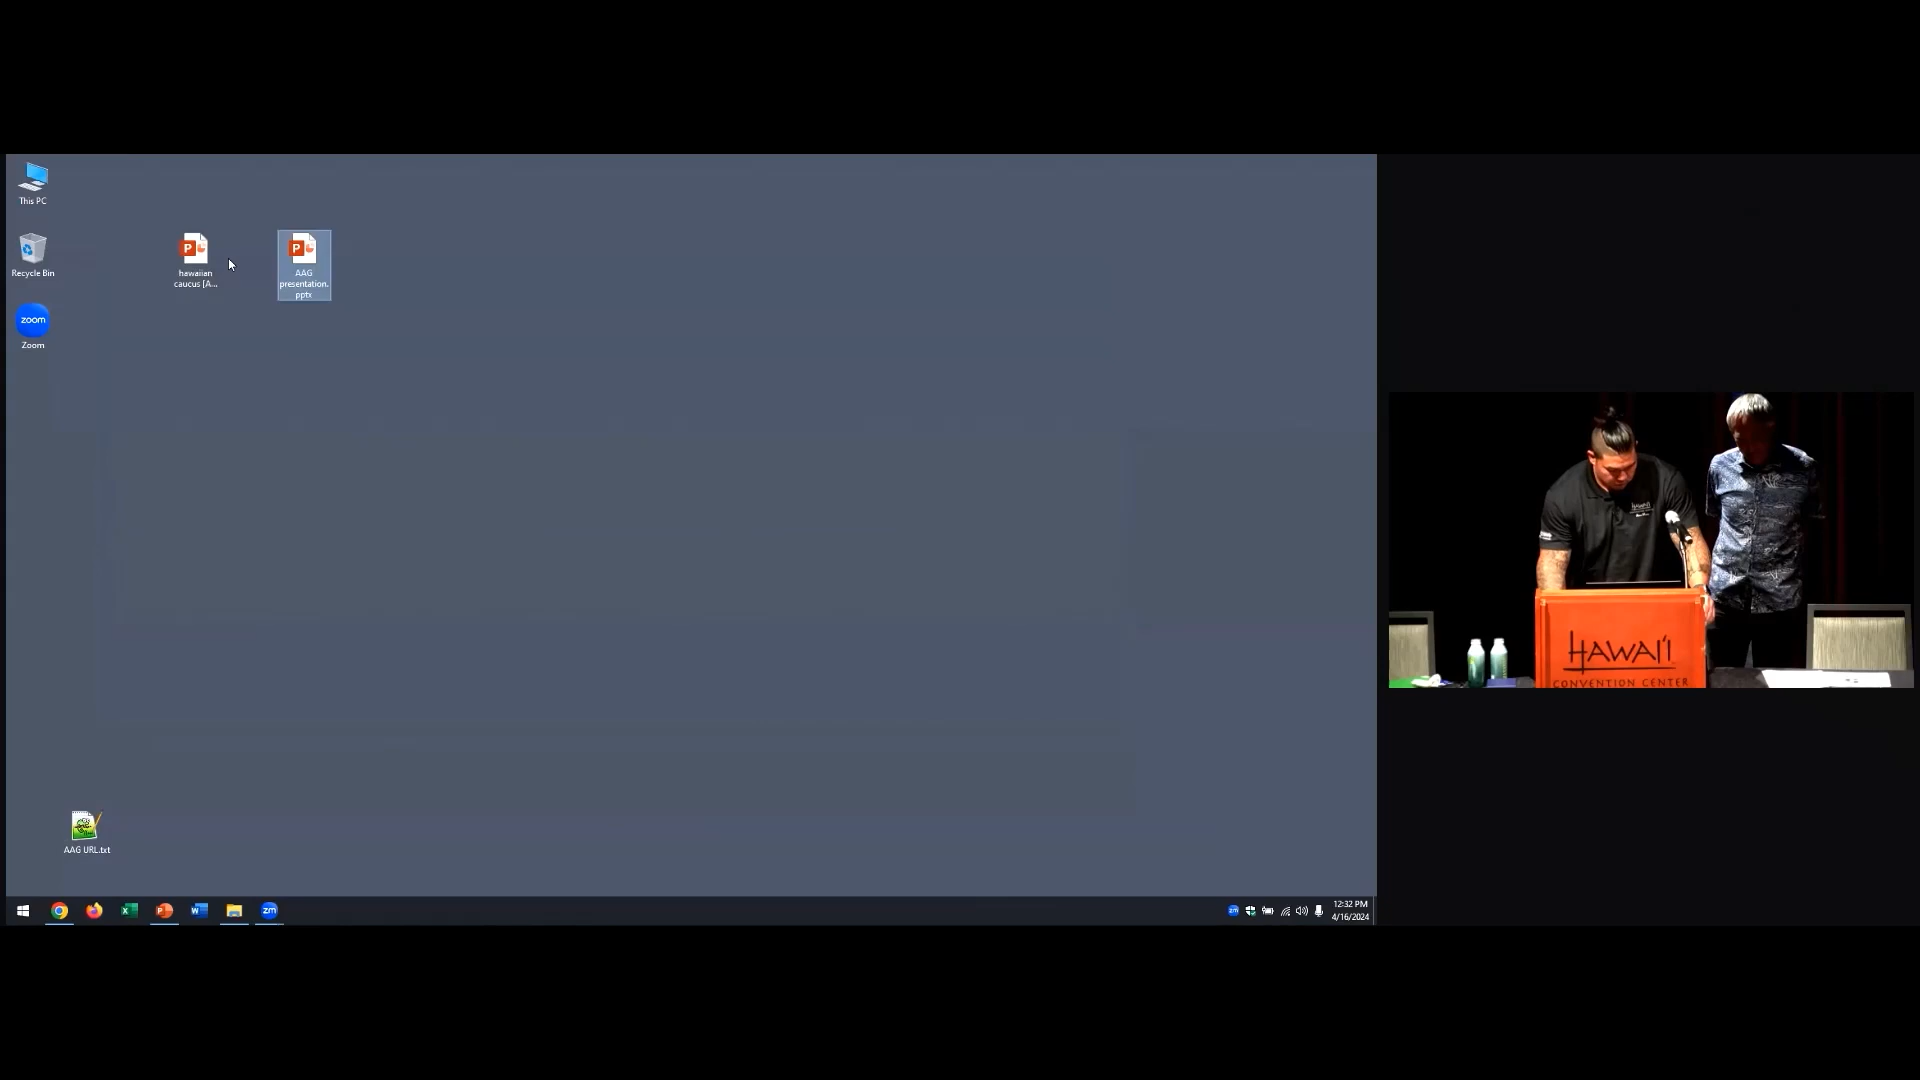 This PC
Recycle Bin
zoom
Zoom
P
hawaiian
caucus [A...
P
AAG
presentation.
pptx
AAG URL.txt
zm
12:32 PM
4/16/2024
HAWAI'I
CONVENTION CENTER